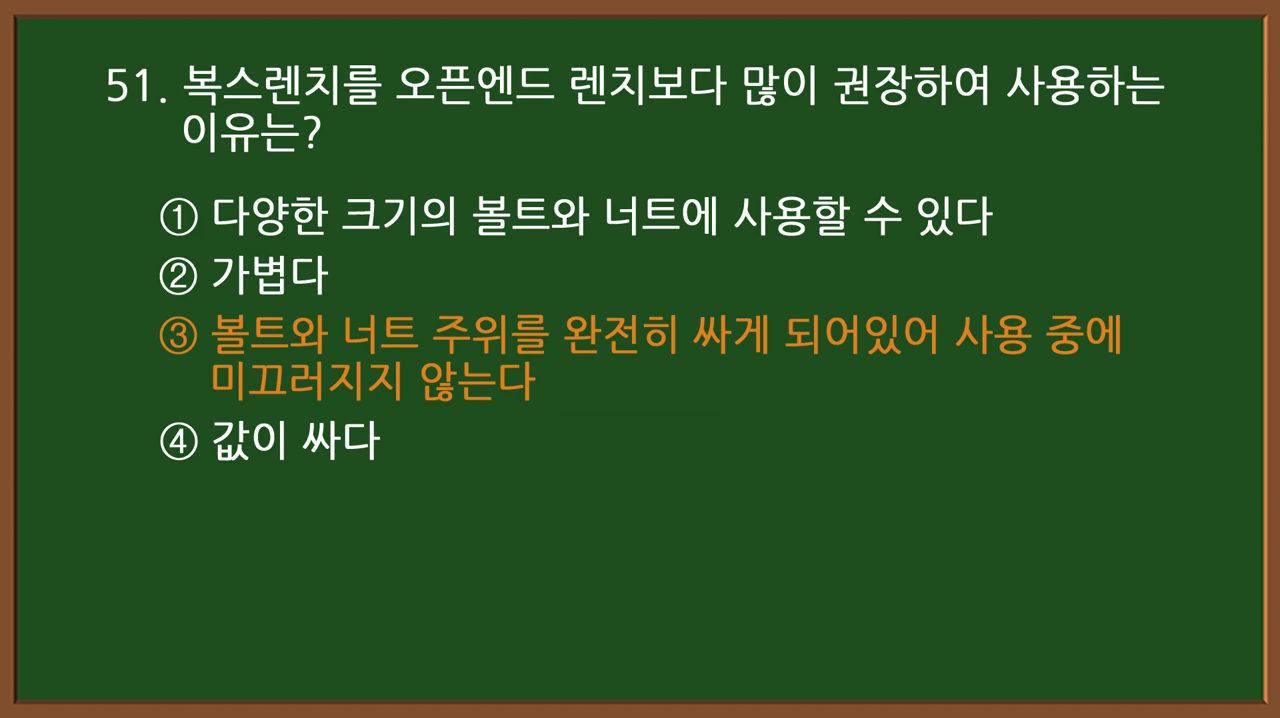 51. 복스렌치를 오픈엔드 렌치보다 많이 권장하여 사용하는
이유는?
① 다양한 크기의 볼트와 너트에 사용할 수 있다
② 가볍다
③ 볼트와 너트 주위를 완전히 싸게 되어있어 사용 중에
미끄러지지 않는다
④ 값이 싸다